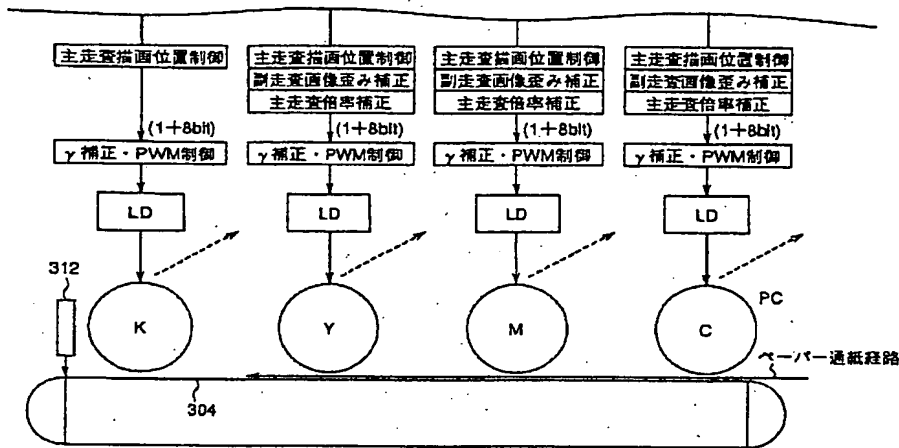 主走査描画位置制御
主走査描画位置制御
主走査描画位置制御
主走査描画位置制御
副走査画像歪み補正
副走査画像歪み補正
副走査画像歪み補正
主走査倍率補正
主走査倍率補正
主走査倍率補正
(1+8bit)
(1+8bit)
(1+8bit)
(1+8bit)
γ補正・PWM制御
γ補正・PWM制御
γ補正・PWM制御
γ補正・PWM制御
LD
LD
LD
LD
312
K
Y
M
C
PC
ペーパー通紙経路
304